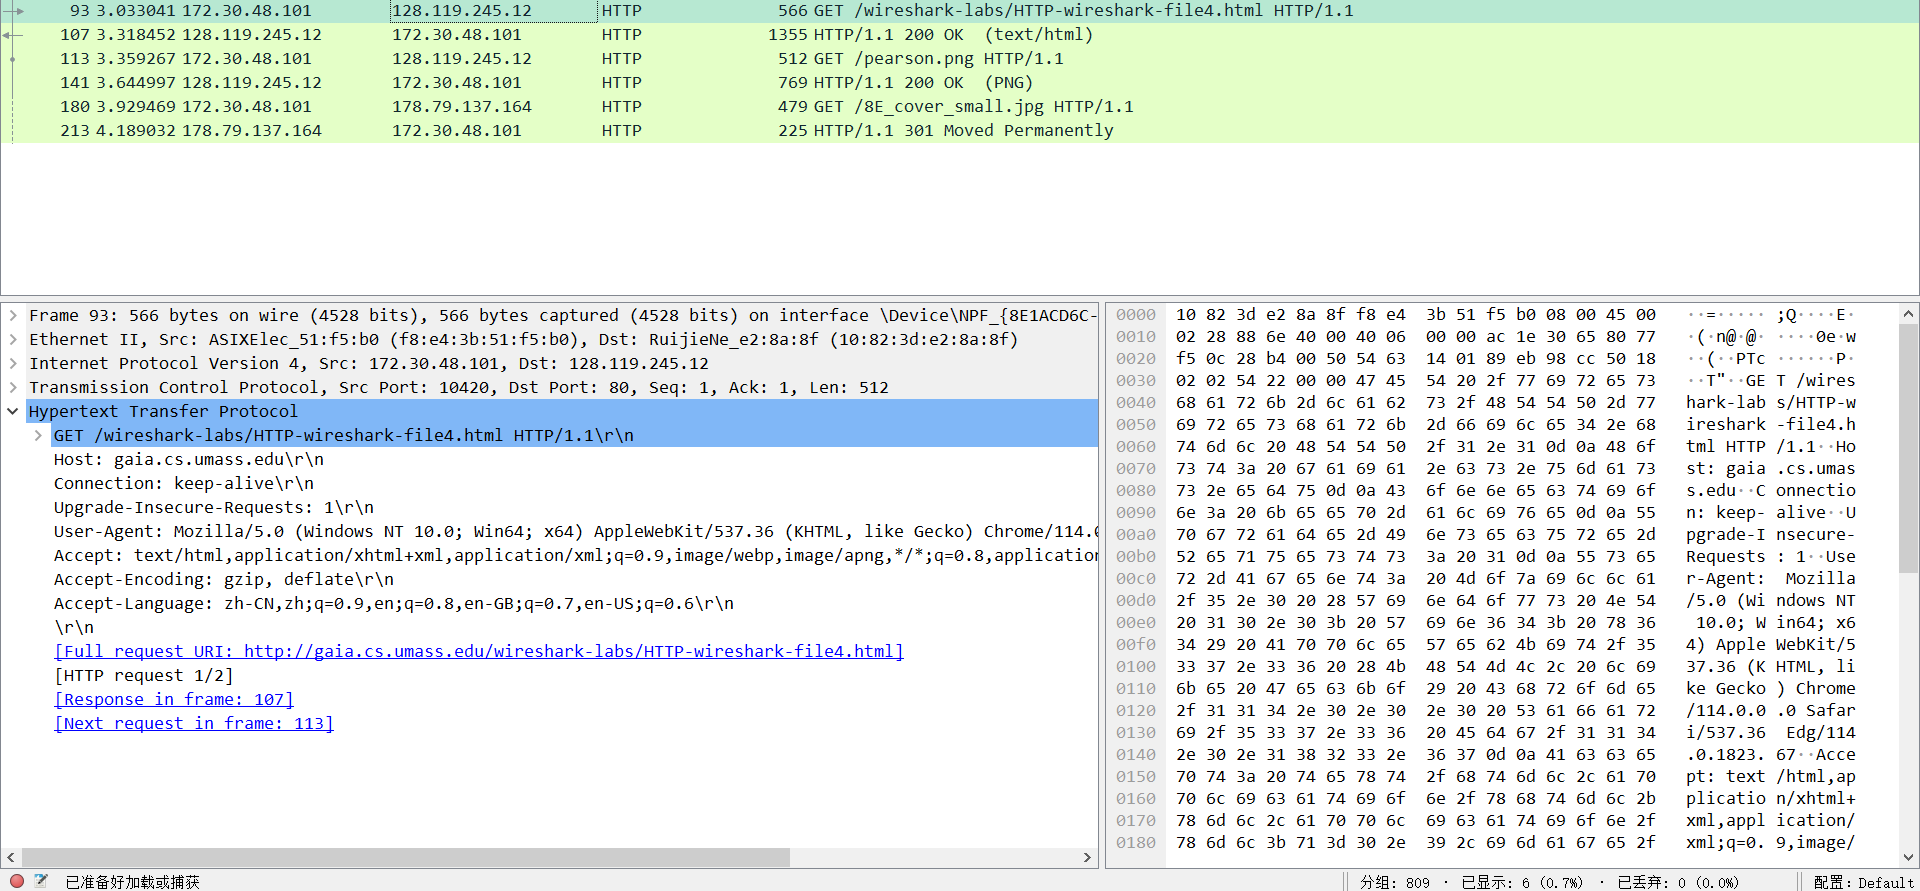 93 3.033041 172.30.48.101 128.119.245.12 HTTP 566 GET /wireshark-labs/HTTP-wireshark-file4.html HTTP/1.1
107 3.318452 128.119.245.12 172.30.48.101 HTTP 1355 HTTP/1.1 200 OK  (text/html)
113 3.359267 172.30.48.101 128.119.245.12 HTTP 512 GET /pearson.png HTTP/1.1
141 3.644997 128.119.245.12 172.30.48.101 HTTP 769 HTTP/1.1 200 OK  (PNG)
180 3.929469 172.30.48.101 178.79.137.164 HTTP 479 GET /8E_cover_small.jpg HTTP/1.1
213 4.189032 178.79.137.164 172.30.48.101 HTTP 225 HTTP/1.1 301 Moved Permanently
Frame 93: 566 bytes on wire (4528 bits), 566 bytes captured (4528 bits) on interface \Device\NPF_{8E1ACD6C-
Ethernet II, Src: ASIXElec_51:f5:b0 (f8:e4:3b:51:f5:b0), Dst: RuijieNe_e2:8a:8f (10:82:3d:e2:8a:8f)
Internet Protocol Version 4, Src: 172.30.48.101, Dst: 128.119.245.12
Transmission Control Protocol, Src Port: 10420, Dst Port: 80, Seq: 1, Ack: 1, Len: 512
Hypertext Transfer Protocol
GET /wireshark-labs/HTTP-wireshark-file4.html HTTP/1.1\r\n
Host: gaia.cs.umass.edu\r\n
Connection: keep-alive\r\n
Upgrade-Insecure-Requests: 1\r\n
User-Agent: Mozilla/5.0 (Windows NT 10.0; Win64; x64) AppleWebKit/537.36 (KHTML, like Gecko) Chrome/114.0
Accept: text/html,application/xhtml+xml,application/xml;q=0.9,image/webp,image/apng,*/*;q=0.8,application
Accept-Encoding: gzip, deflate\r\n
Accept-Language: zh-CN,zh;q=0.9,en;q=0.8,en-GB;q=0.7,en-US;q=0.6\r\n
\r\n
[Full request URI: http://gaia.cs.umass.edu/wireshark-labs/HTTP-wireshark-file4.html]
[HTTP request 1/2]
[Response in frame: 107]
[Next request in frame: 113]
0000 10 82 3d e2 8a 8f f8 e4 3b 51 f5 b0 08 00 45 00 ··=····· ;Q····E·
0010 02 28 88 6e 40 00 40 06 00 00 ac 1e 30 65 80 77 ·(·n@·@· ····0e·w
0020 f5 0c 28 b4 00 50 54 63 14 01 89 eb 98 cc 50 18 ··(··PTc ······P·
0030 02 02 54 22 00 00 47 45 54 20 2f 77 69 72 65 73 ··T"··GE T /wires
0040 68 61 72 6b 2d 6c 61 62 73 2f 48 54 54 50 2d 77 hark-lab s/HTTP-w
0050 69 72 65 73 68 61 72 6b 2d 66 69 6c 65 34 2e 68 ireshark -file4.h
0060 74 6d 6c 20 48 54 54 50 2f 31 2e 31 0d 0a 48 6f tml HTTP /1.1··Ho
0070 73 74 3a 20 67 61 69 61 2e 63 73 2e 75 6d 61 73 st: gaia .cs.umas
0080 73 2e 65 64 75 0d 0a 43 6f 6e 6e 65 63 74 69 6f s.edu··C onnectio
0090 6e 3a 20 6b 65 65 70 2d 61 6c 69 76 65 0d 0a 55 n: keep- alive··U
00a0 70 67 72 61 64 65 2d 49 6e 73 65 63 75 72 65 2d pgrade-I nsecure-
00b0 52 65 71 75 65 73 74 73 3a 20 31 0d 0a 55 73 65 Requests : 1··Use
00c0 72 2d 41 67 65 6e 74 3a 20 4d 6f 7a 69 6c 6c 61 r-Agent:  Mozilla
00d0 2f 35 2e 30 20 28 57 69 6e 64 6f 77 73 20 4e 54 /5.0 (Wi ndows NT
00e0 20 31 30 2e 30 3b 20 57 69 6e 36 34 3b 20 78 36  10.0; W in64; x6
00f0 34 29 20 41 70 70 6c 65 57 65 62 4b 69 74 2f 35 4) Apple WebKit/5
0100 33 37 2e 33 36 20 28 4b 48 54 4d 4c 2c 20 6c 69 37.36 (K HTML, li
0110 6b 65 20 47 65 63 6b 6f 29 20 43 68 72 6f 6d 65 ke Gecko ) Chrome
0120 2f 31 31 34 2e 30 2e 30 2e 30 20 53 61 66 61 72 /114.0.0 .0 Safar
0130 69 2f 35 33 37 2e 33 36 20 45 64 67 2f 31 31 34 i/537.36  Edg/114
0140 2e 30 2e 31 38 32 33 2e 36 37 0d 0a 41 63 63 65 .0.1823. 67··Acce
0150 70 74 3a 20 74 65 78 74 2f 68 74 6d 6c 2c 61 70 pt: text /html,ap
0160 70 6c 69 63 61 74 69 6f 6e 2f 78 68 74 6d 6c 2b plicatio n/xhtml+
0170 78 6d 6c 2c 61 70 70 6c 69 63 61 74 69 6f 6e 2f xml,appl ication/
0180 78 6d 6c 3b 71 3d 30 2e 39 2c 69 6d 61 67 65 2f xml;q=0. 9,image/
已准备好加载或捕获 分组: 809 · 已显示: 6 (0.7%) · 已丢弃: 0 (0.0%) 配置: Default